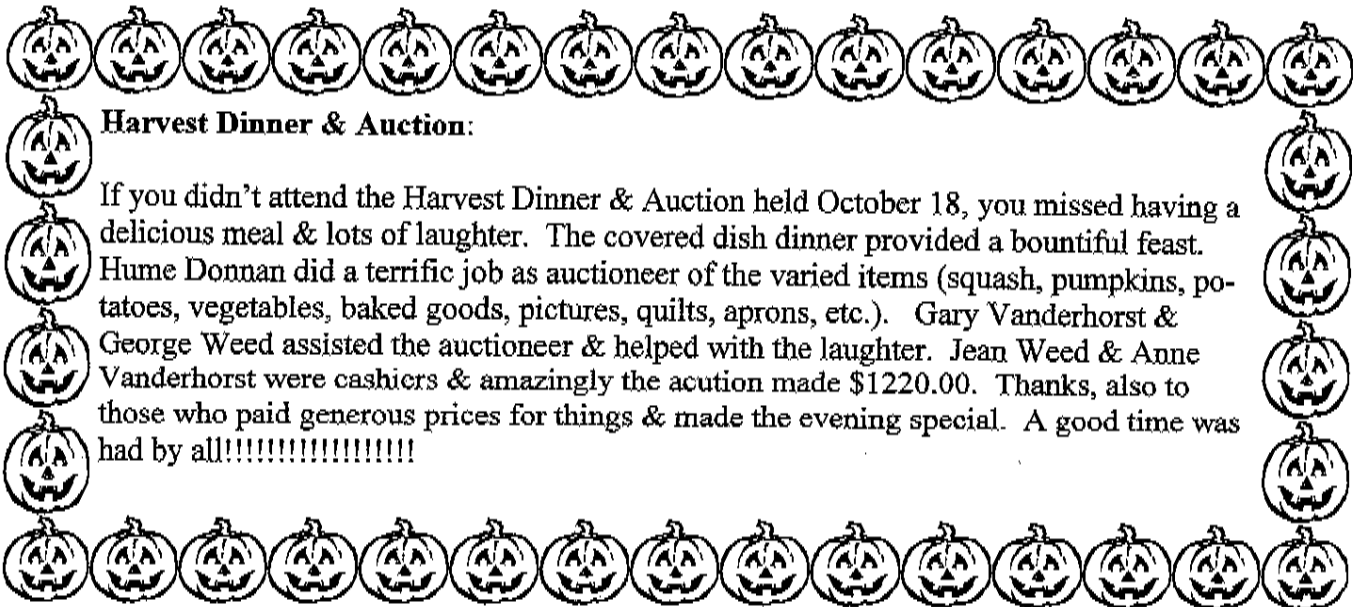 Harvest Dinner & Auction:
If you didn't attend the Harvest Dinner & Auction held October 18, you missed having a
delicious meal & lots of laughter. The covered dish dinner provided a bountiful feast.
Hume Donnan did a terrific job as auctioneer of the varied items (squash, pumpkins, po-
tatoes, vegetables, baked goods, pictures, quilts, aprons, etc.). Gary Vanderhorst &
George Weed assisted the auctioneer & helped with the laughter. Jean Weed & Anne
Vanderhorst were cashiers & amazingly the acution made $1220.00. Thanks, also to
those who paid generous prices for things & made the evening special. A good time was
had by all!!!!!!!!!!!!!!!!!!!